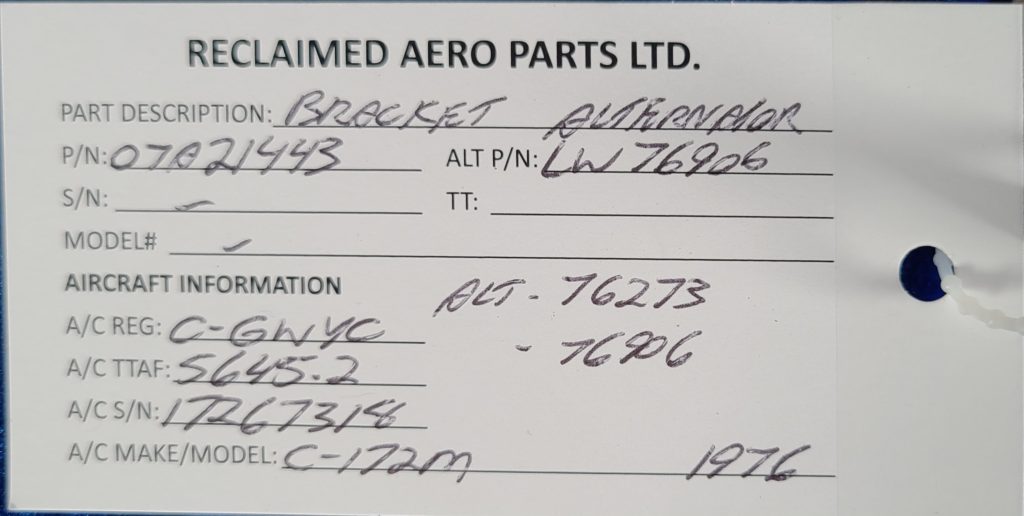 RECLAIMED AERO PARTS LTD.
PART DESCRIPTION: BRACKET ALTERNATOR
P/N: 07A21443 ALT P/N: LW 76906
S/N: TT:
MODEL#
AIRCRAFT INFORMATION ALT - 76273
A/C REG: C-GWYC - 76906
A/C TTAF: 5645.2
A/C S/N: 17267318
A/C MAKE/MODEL: C-172M 1976